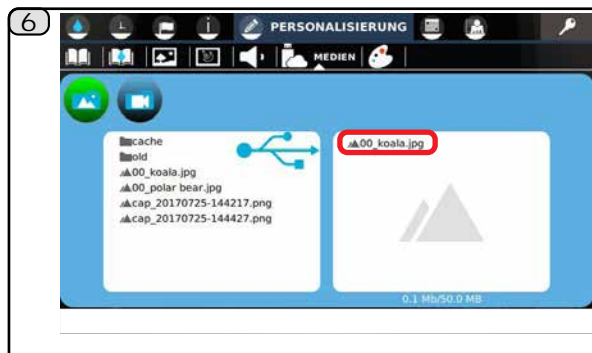 6
PERSONALISIERUNG
MEDIEN
cache
old
00_koala.jpg
00_polar bear.jpg
cap_20170725-144217.png
cap_20170725-144427.png
00_koala.jpg
0.1 Mb/50.0 MB